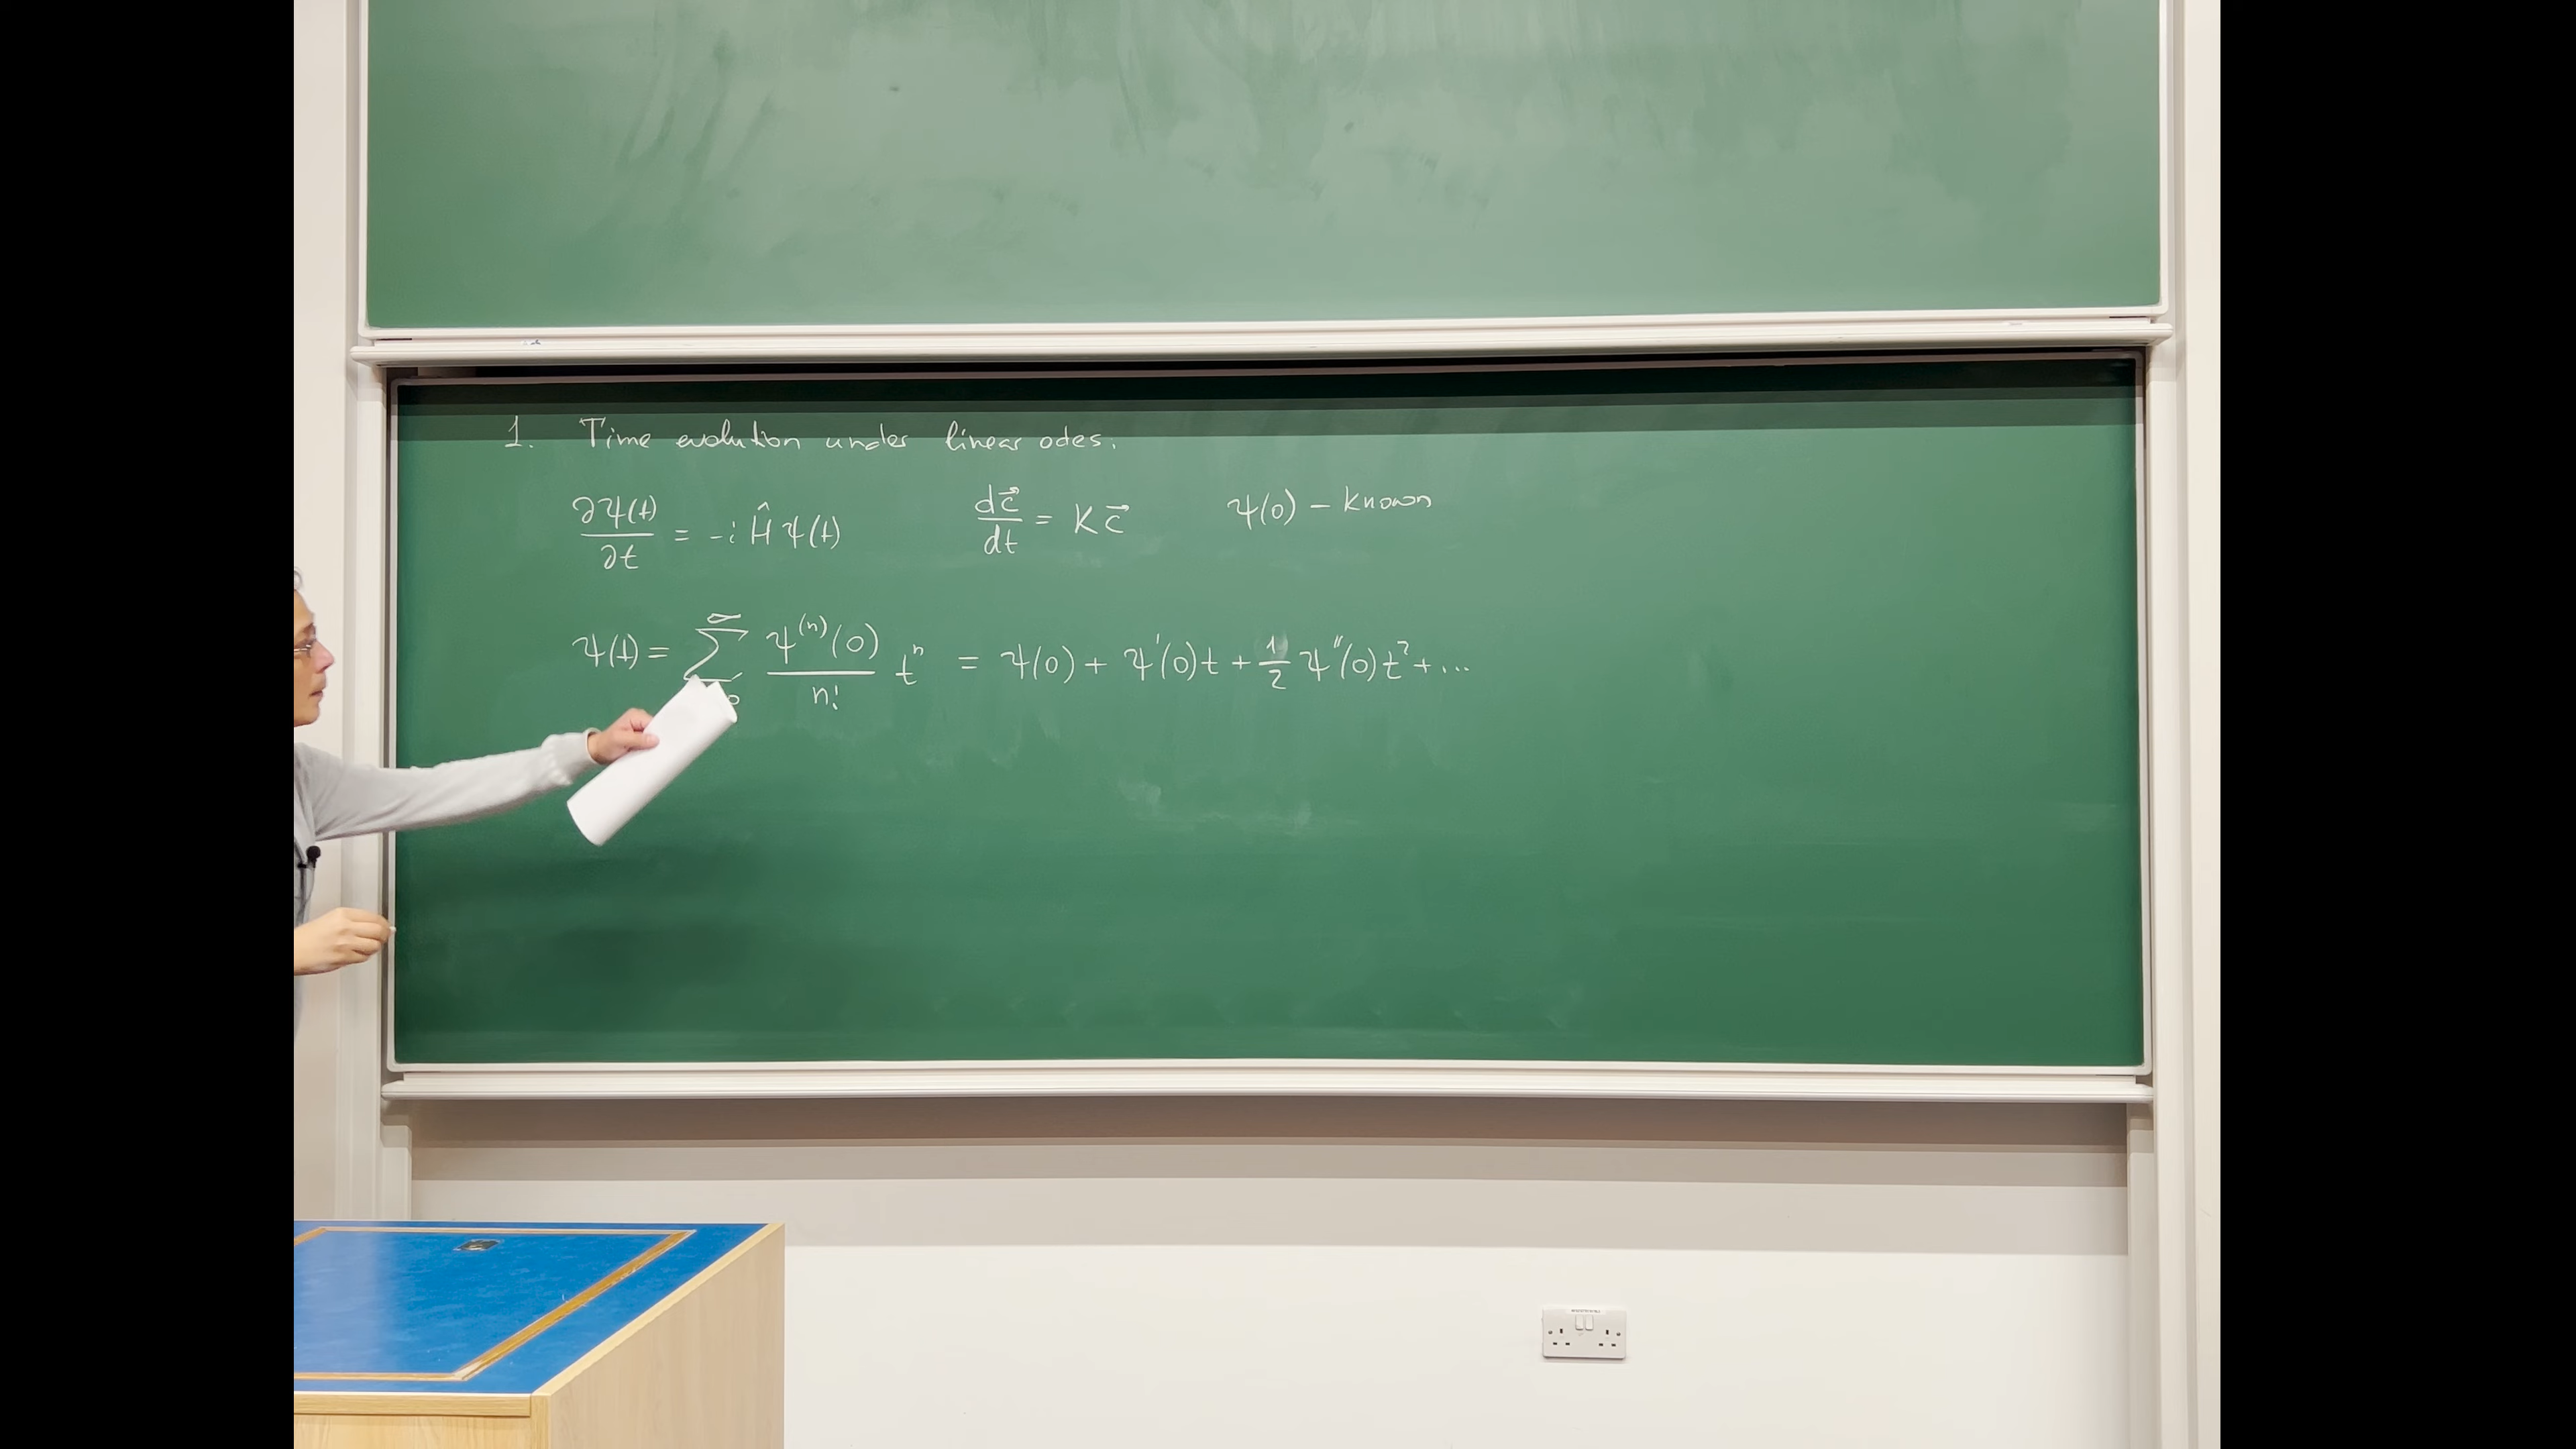 1. Time evolution under linear odes.
∂ψ(t)/∂t = -i Ĥ ψ(t) dc⃗/dt = K c⃗ ψ(0) – known
ψ(t) = ∑^∞ ψ^(n)(0)/n! t^n = ψ(0) + ψ'(0)t + 1/2 ψ''(0)t² + ...